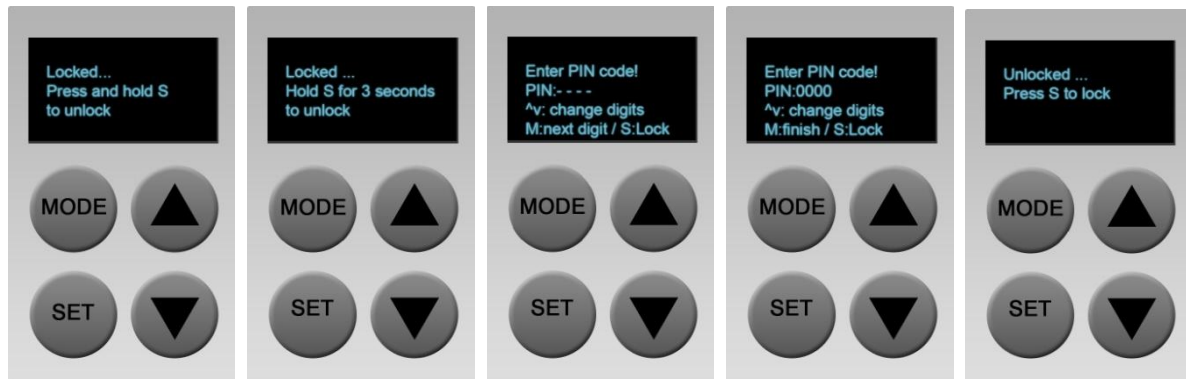 Locked...
Press and hold S
to unlock
MODE
SET
Locked ...
Hold S for 3 seconds
to unlock
MODE
SET
Enter PIN code!
PIN:- - - -
^v: change digits
M:next digit / S:Lock
MODE
SET
Enter PIN code!
PIN:0000
^v: change digits
M:finish / S:Lock
MODE
SET
Unlocked ...
Press S to lock
MODE
SET